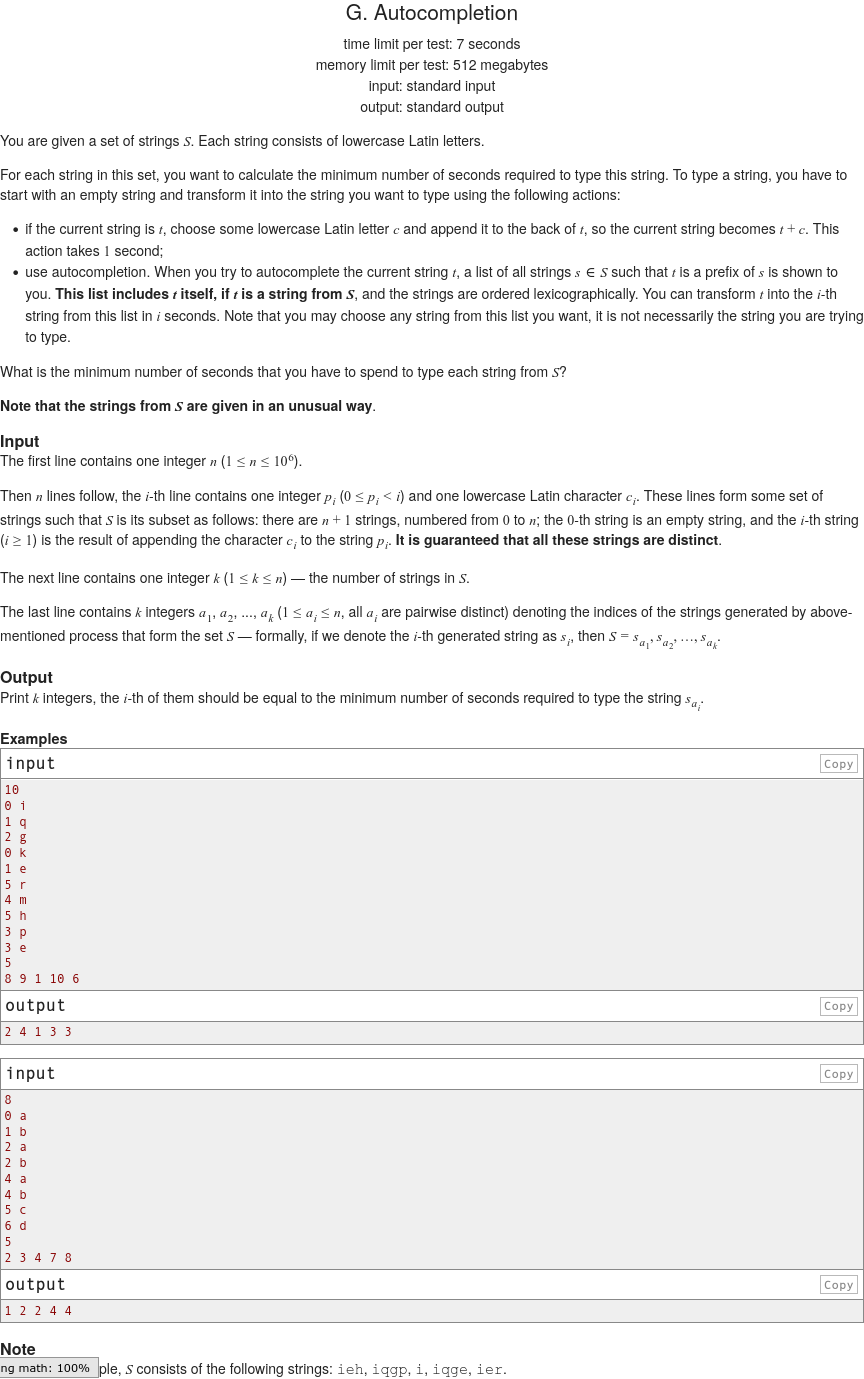 G. Autocompletion
time limit per test: 7 seconds
memory limit per test: 512 megabytes
input: standard input
output: standard output
You are given a set of strings S. Each string consists of lowercase Latin letters.
For each string in this set, you want to calculate the minimum number of seconds required to type this string. To type a string, you have to
start with an empty string and transform it into the string you want to type using the following actions:
• if the current string is t, choose some lowercase Latin letter c and append it to the back of t, so the current string becomes t + c. This
action takes 1 second;
• use autocompletion. When you try to autocomplete the current string t, a list of all strings s ∈ S such that t is a prefix of s is shown to
you. This list includes t itself, if t is a string from S, and the strings are ordered lexicographically. You can transform t into the i-th
string from this list in i seconds. Note that you may choose any string from this list you want, it is not necessarily the string you are trying
to type.
What is the minimum number of seconds that you have to spend to type each string from S?
Note that the strings from S are given in an unusual way.
Input
The first line contains one integer n (1 ≤ n ≤ 10^6).
Then n lines follow, the i-th line contains one integer p_i (0 ≤ p_i < i) and one lowercase Latin character c_i. These lines form some set of
strings such that S is its subset as follows: there are n + 1 strings, numbered from 0 to n; the 0-th string is an empty string, and the i-th string
(i ≥ 1) is the result of appending the character c_i to the string p_i. It is guaranteed that all these strings are distinct.
The next line contains one integer k (1 ≤ k ≤ n) — the number of strings in S.
The last line contains k integers a_1, a_2, ..., a_k (1 ≤ a_i ≤ n, all a_i are pairwise distinct) denoting the indices of the strings generated by above-
mentioned process that form the set S — formally, if we denote the i-th generated string as s_i, then S = s_{a_1}, s_{a_2}, …, s_{a_k}.
Output
Print k integers, the i-th of them should be equal to the minimum number of seconds required to type the string s_{a_i}.
Examples
input
Copy
10
0 i
1 q
2 g
0 k
1 e
5 r
4 m
5 h
3 p
3 e
5
8 9 1 10 6
output
Copy
2 4 1 3 3
input
Copy
8
0 a
1 b
2 a
2 b
4 a
4 b
5 c
6 d
5
2 3 4 7 8
output
Copy
1 2 2 4 4
Note
ng math: 100%
ple, S consists of the following strings: ieh, iqgp, i, iqge, ier.